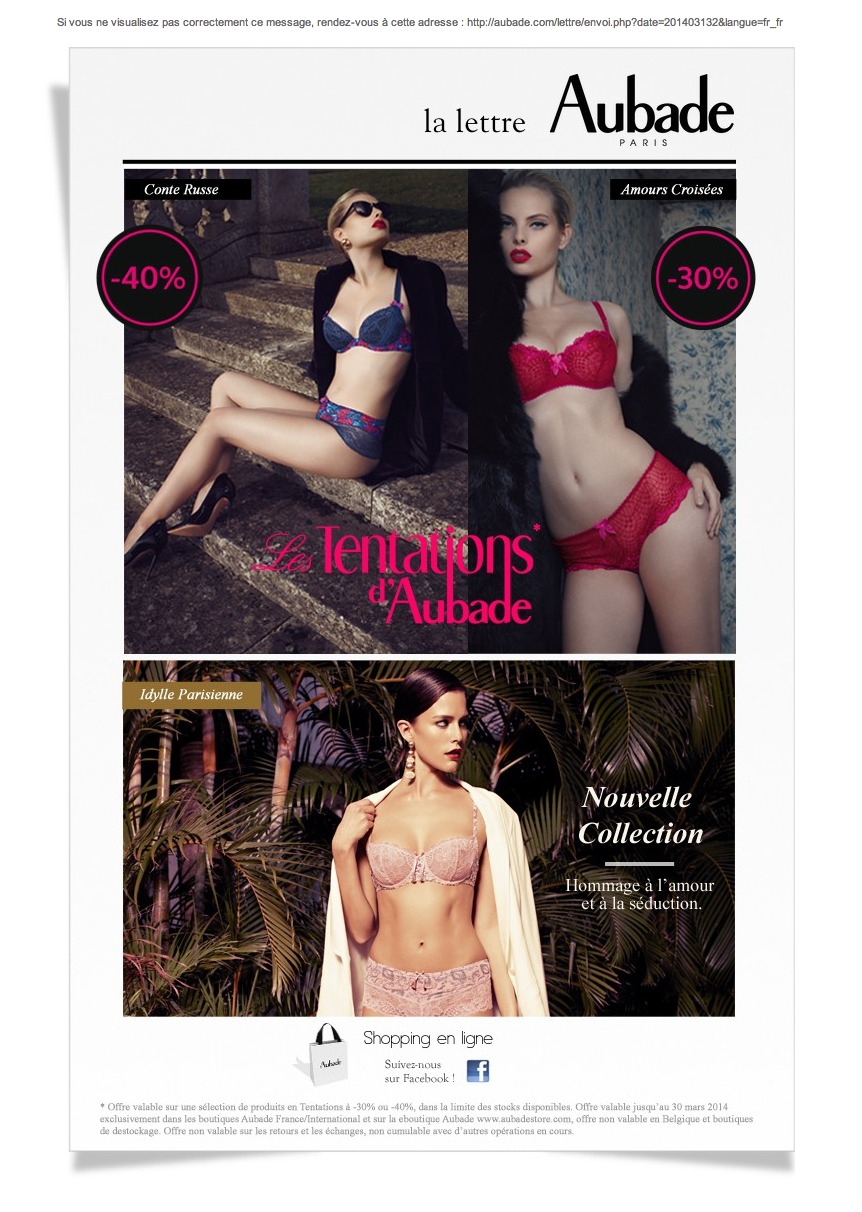 Si vous ne visualisez pas correctement ce message, rendez-vous à cette adresse : http://aubade.com/lettre/envoi.php?date=201403132&langue=fr_fr
la lettre Aubade
PARIS
Conte Russe
Amours Croisées
-40%
-30%
Les Tentations*
d'Aubade
Idylle Parisienne
Nouvelle
Collection
Hommage à l'amour
et à la séduction.
Aubade
Shopping en ligne
Suivez-nous
sur Facebook !
* Offre valable sur une sélection de produits en Tentations à -30% ou -40%, dans la limite des stocks disponibles. Offre valable jusqu'au 30 mars 2014
exclusivement dans les boutiques Aubade France/International et sur la eboutique Aubade www.aubadestore.com, offre non valable en Belgique et boutiques
de destockage. Offre non valable sur les retours et les échanges, non cumulable avec d'autres opérations en cours.